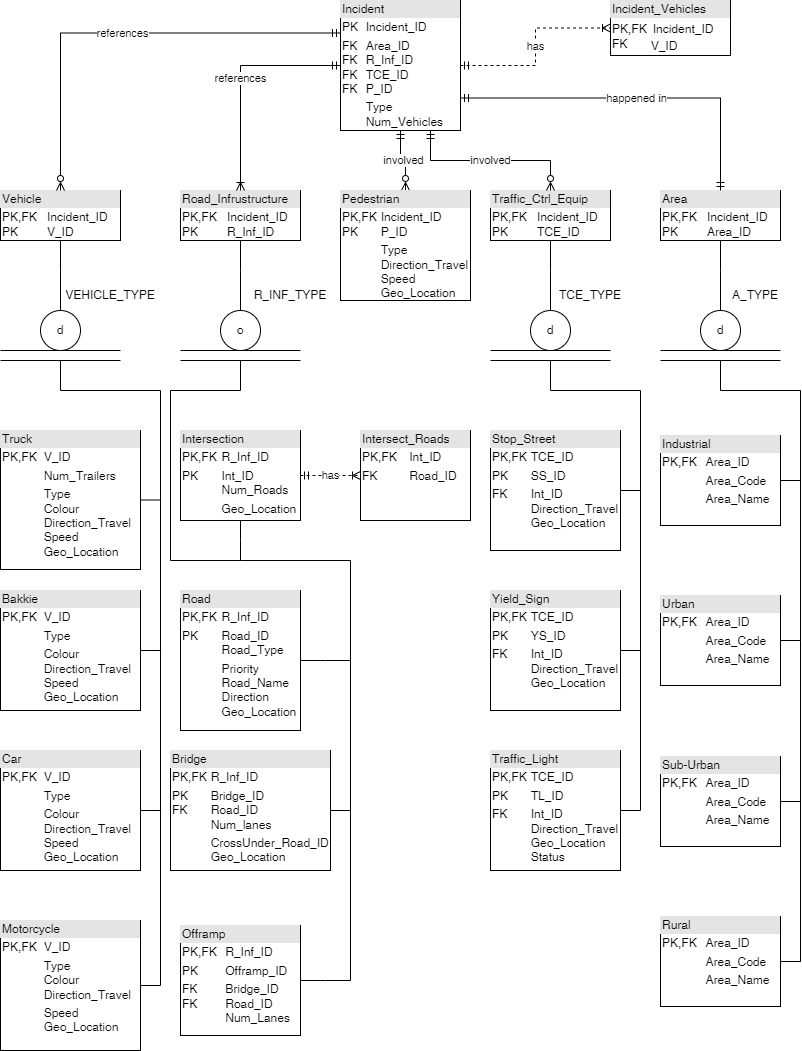 Incident
PK Incident_ID
FK Area_ID
FK R_Inf_ID
FK TCE_ID
FK P_ID
Type
Num_Vehicles
Incident_Vehicles
PK,FK Incident_ID
FK V_ID
references
references
has
happened in
involved
involved
Vehicle
PK,FK Incident_ID
PK V_ID
Road_Infrustructure
PK,FK Incident_ID
PK R_Inf_ID
Pedestrian
PK,FK Incident_ID
PK P_ID
Type
Direction_Travel
Speed
Geo_Location
Traffic_Ctrl_Equip
PK,FK Incident_ID
PK TCE_ID
Area
PK,FK Incident_ID
PK Area_ID
VEHICLE_TYPE
d
R_INF_TYPE
o
TCE_TYPE
d
A_TYPE
d
Truck
PK,FK V_ID
Num_Trailers
Type
Colour
Direction_Travel
Speed
Geo_Location
Intersection
PK,FK R_Inf_ID
PK Int_ID
Num_Roads
Geo_Location
has
Intersect_Roads
PK,FK Int_ID
FK Road_ID
Stop_Street
PK,FK TCE_ID
PK SS_ID
FK Int_ID
Direction_Travel
Geo_Location
Industrial
PK,FK Area_ID
Area_Code
Area_Name
Bakkie
PK,FK V_ID
Type
Colour
Direction_Travel
Speed
Geo_Location
Road
PK,FK R_Inf_ID
PK Road_ID
Road_Type
Priority
Road_Name
Direction
Geo_Location
Yield_Sign
PK,FK TCE_ID
PK YS_ID
FK Int_ID
Direction_Travel
Geo_Location
Urban
PK,FK Area_ID
Area_Code
Area_Name
Car
PK,FK V_ID
Type
Colour
Direction_Travel
Speed
Geo_Location
Bridge
PK,FK R_Inf_ID
PK Bridge_ID
FK Road_ID
Num_lanes
CrossUnder_Road_ID
Geo_Location
Traffic_Light
PK,FK TCE_ID
PK TL_ID
FK Int_ID
Direction_Travel
Geo_Location
Status
Sub-Urban
PK,FK Area_ID
Area_Code
Area_Name
Motorcycle
PK,FK V_ID
Type
Colour
Direction_Travel
Speed
Geo_Location
Offramp
PK,FK R_Inf_ID
PK Offramp_ID
FK Bridge_ID
FK Road_ID
Num_Lanes
Rural
PK,FK Area_ID
Area_Code
Area_Name